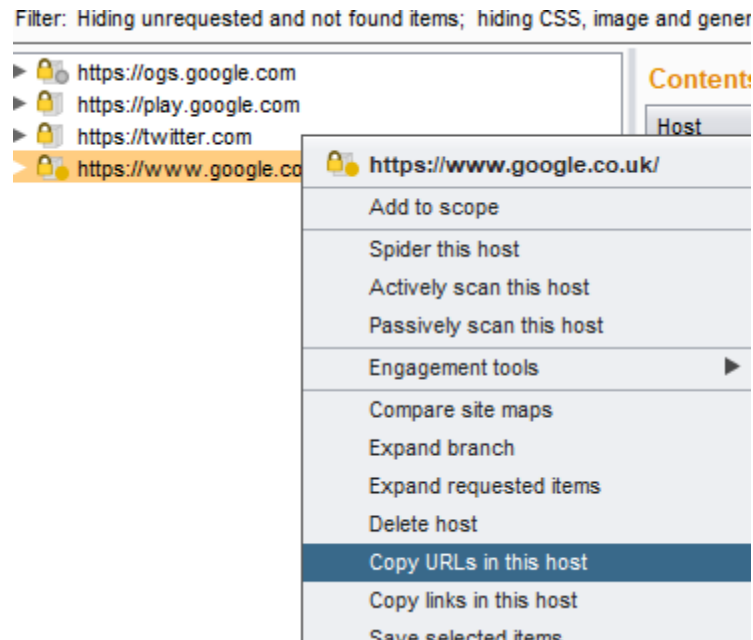 Filter: Hiding unrequested and not found items; hiding CSS, image and gener
https://ogs.google.com
https://play.google.com
https://twitter.com
https://www.google.co
Contents
Host
https://www.google.co.uk/
Add to scope
Spider this host
Actively scan this host
Passively scan this host
Engagement tools
Compare site maps
Expand branch
Expand requested items
Delete host
Copy URLs in this host
Copy links in this host
Save selected items